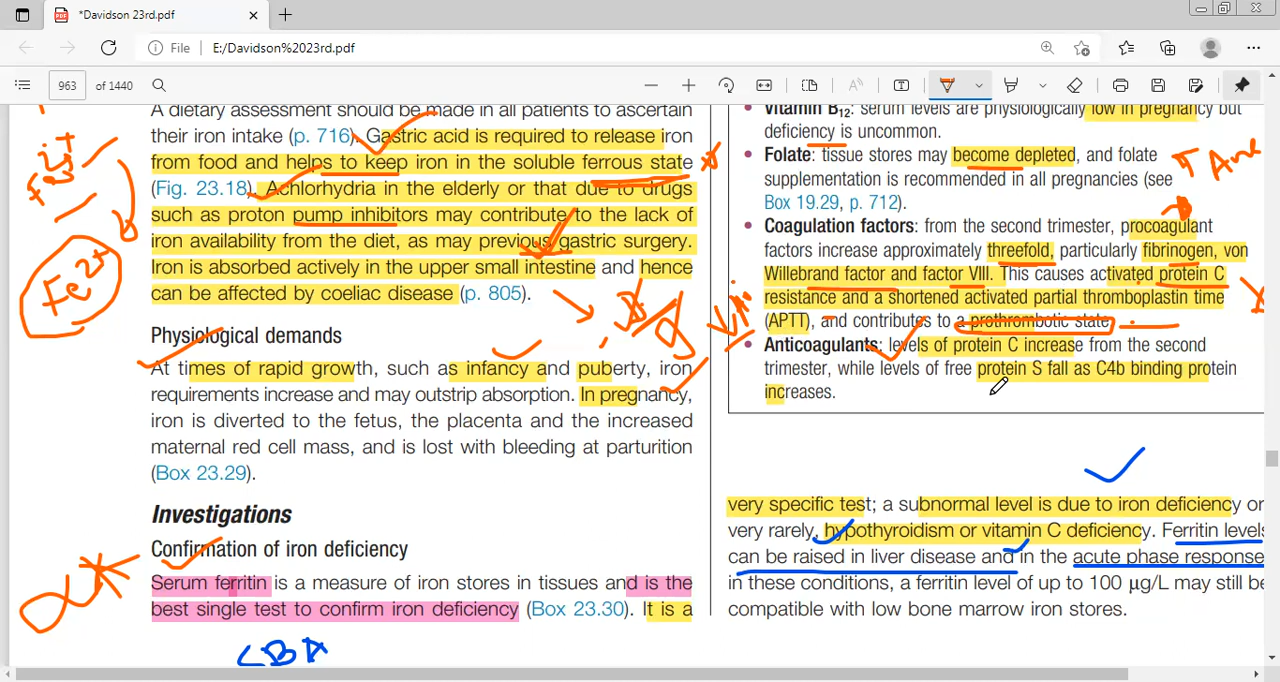 *Davidson 23rd.pdf
File
E:/Davidson%2023rd.pdf
963 of 1440
A dietary assessment should be made in all patients to ascertain
their iron intake (p. 716). Gastric acid is required to release iron
from food and helps to keep iron in the soluble ferrous state
(Fig. 23.18). Achlorhydria in the elderly or that due to drugs
such as proton pump inhibitors may contribute to the lack of
iron availability from the diet, as may previous gastric surgery.
Iron is absorbed actively in the upper small intestine and hence
can be affected by coeliac disease (p. 805).
Fe3+
Fe2+
Physiological demands
At times of rapid growth, such as infancy and puberty, iron
requirements increase and may outstrip absorption. In pregnancy,
iron is diverted to the fetus, the placenta and the increased
maternal red cell mass, and is lost with bleeding at parturition
(Box 23.29).
Investigations
Confirmation of iron deficiency
Serum ferritin is a measure of iron stores in tissues and is the
best single test to confirm iron deficiency (Box 23.30). It is a
• Vitamin B12: serum levels are physiologically low in pregnancy but
deficiency is uncommon.
• Folate: tissue stores may become depleted, and folate
supplementation is recommended in all pregnancies (see
Box 19.29, p. 712).
• Coagulation factors: from the second trimester, procoagulant
factors increase approximately threefold, particularly fibrinogen, von
Willebrand factor and factor VIII. This causes activated protein C
resistance and a shortened activated partial thromboplastin time
(APTT), and contributes to a prothrombotic state.
• Anticoagulants: levels of protein C increase from the second
trimester, while levels of free protein S fall as C4b binding protein
increases.
very specific test; a subnormal level is due to iron deficiency or
very rarely, hypothyroidism or vitamin C deficiency. Ferritin levels
can be raised in liver disease and in the acute phase response
in these conditions, a ferritin level of up to 100 μg/L may still be
compatible with low bone marrow iron stores.